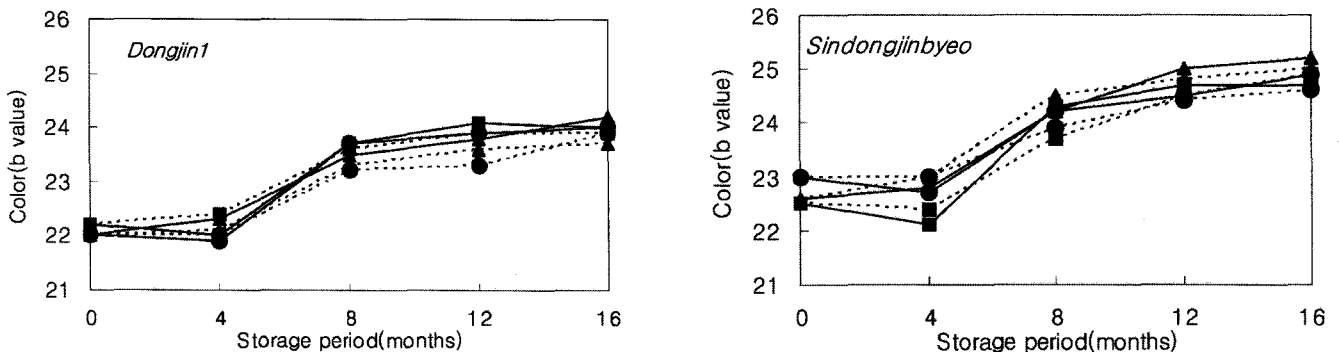 Dongjin1
Color(b value)
26
25
24
23
22
21
0 4 8 12 16
Storage period(months)
Sindongjinbyeo
Color(b value)
26
25
24
23
22
21
0 4 8 12 16
Storage period(months)